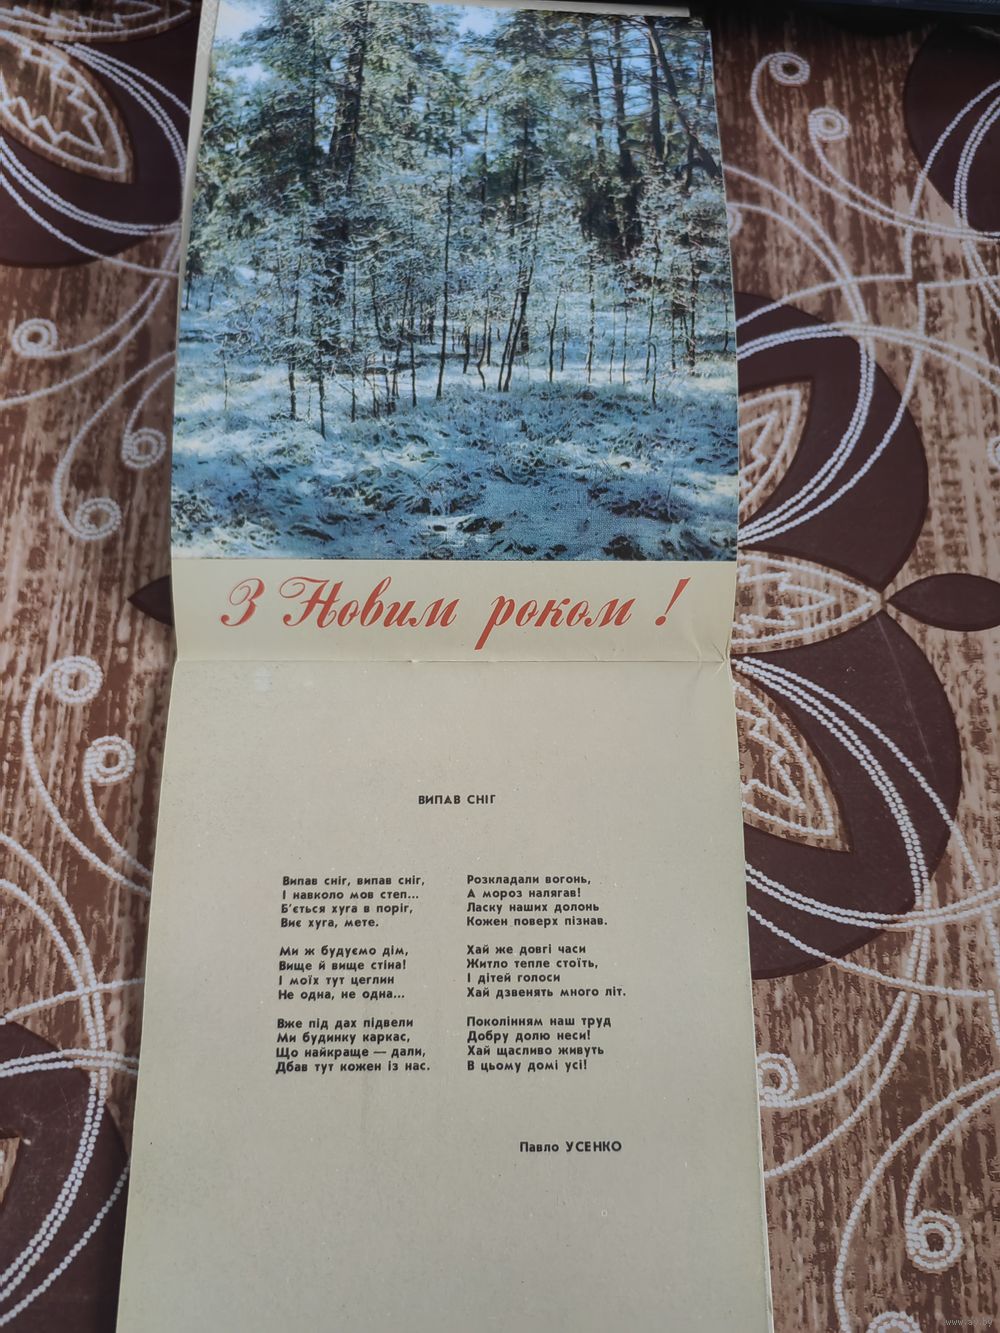 З Новим роком!
ВИПАВ СНІГ
Випав сніг, випав сніг,
І навколо мов степ...
Б'ється хуга в поріг,
Виє хуга, мете.
Ми ж будуємо дім,
Вище й вище стіна!
І моїх тут цеглин
Не одна, не одна...
Вже під дах підвели
Ми будинку каркас,
Що найкраще — дали,
Дбав тут кожен із нас.
Розкладали вогонь,
А мороз налягав!
Ласку наших долонь
Кожен поверх пізнав.
Хай же довгі часи
Житло тепле стоїть,
І дітей голоси
Хай дзвенять много літ.
Поколінням наш труд
Добру долю неси!
Хай щасливо живуть
В цьому домі усі!
Павло УСЕНКО
www.ay.by